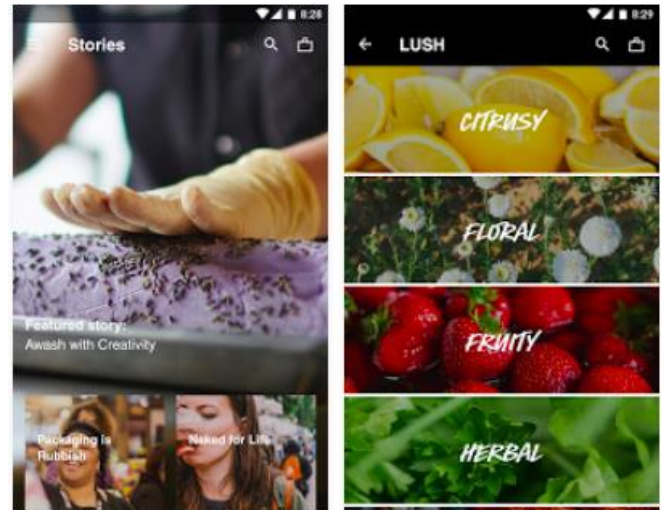 8:28
Stories
Featured story:
Awash with Creativity
Packaging is
Rubbish
Naked for Life
8:29
LUSH
CITRUSY
FLORAL
FRUITY
HERBAL